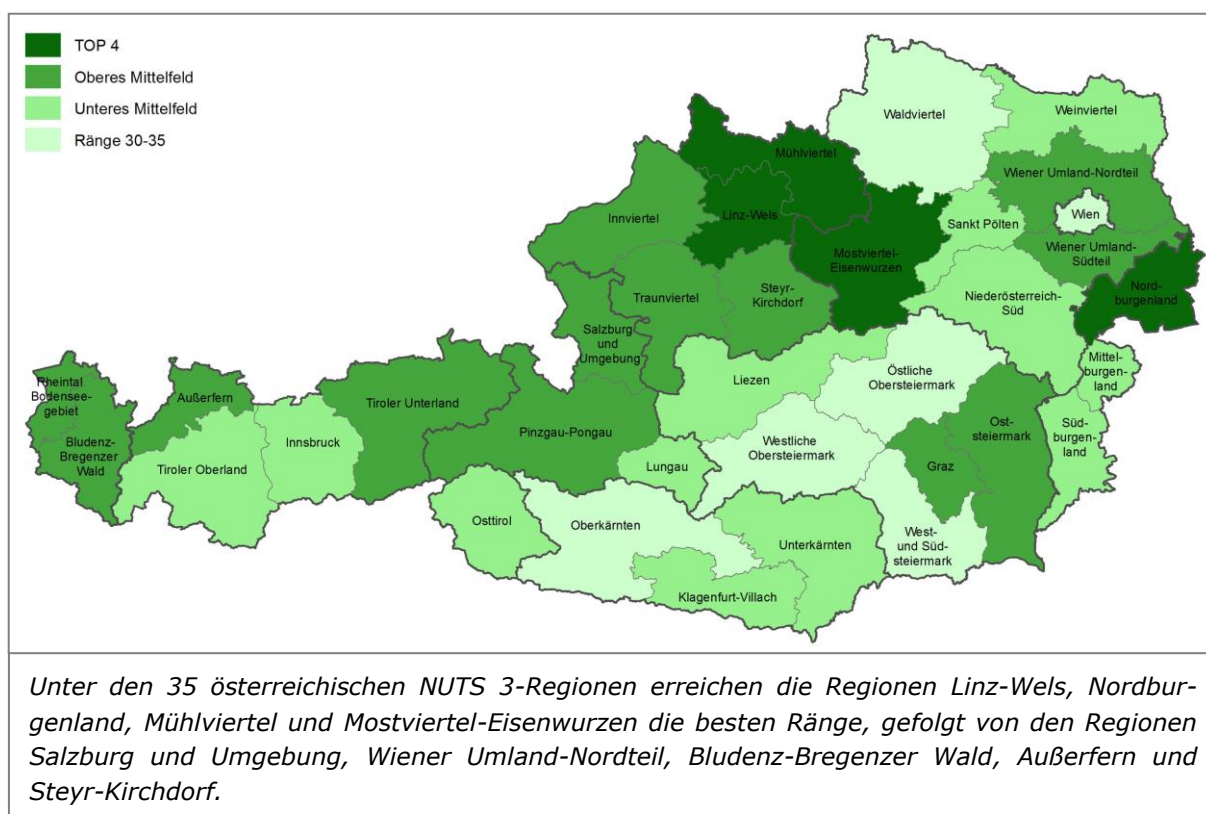 TOP 4
Oberes Mittelfeld
Unteres Mittelfeld
Ränge 30-35
Waldviertel
Weinviertel
Mühlviertel
Wiener Umland-Nordteil
Innviertel
Linz-Wels
Sankt Pölten
Wien
Mostviertel-
Eisenwurzen
Wiener Umland-
Südteil
Nord-
burgenland
Traunviertel
Steyr-
Kirchdorf
Niederösterreich-
Süd
Salzburg
und
Umgebung
Mittel-
burgen-
land
Rheintal
Bodensee-
gebiet
Außerfern
Tiroler Unterland
Liezen
Östliche
Obersteiermark
Ost-
steiermark
Süd-
burgen-
land
Bludenz-
Bregenzer
Wald
Tiroler Oberland
Innsbruck
Pinzgau-Pongau
Lungau
Westliche
Obersteiermark
Graz
Osttirol
Oberkärnten
Unterkärnten
West-
und Süd-
steiermark
Klagenfurt-Villach
Unter den 35 österreichischen NUTS 3-Regionen erreichen die Regionen Linz-Wels, Nordbur-
genland, Mühlviertel und Mostviertel-Eisenwurzen die besten Ränge, gefolgt von den Regionen
Salzburg und Umgebung, Wiener Umland-Nordteil, Bludenz-Bregenzer Wald, Außerfern und
Steyr-Kirchdorf.